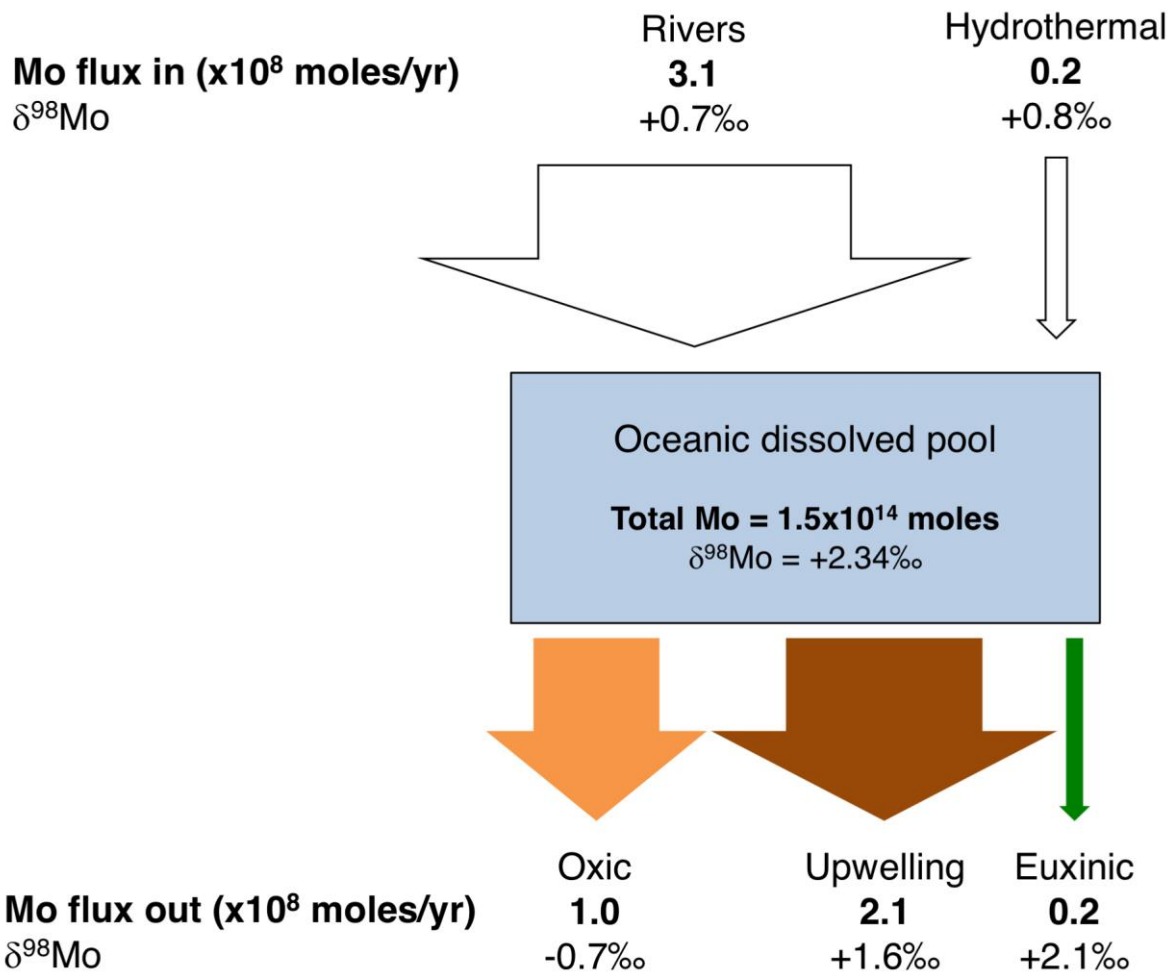 Rivers Hydrothermal
Mo flux in (x10⁸ moles/yr) 3.1 0.2
δ⁹⁸Mo +0.7‰ +0.8‰
Oceanic dissolved pool
Total Mo = 1.5x10¹⁴ moles
δ⁹⁸Mo = +2.34‰
Oxic Upwelling Euxinic
Mo flux out (x10⁸ moles/yr) 1.0 2.1 0.2
δ⁹⁸Mo -0.7‰ +1.6‰ +2.1‰